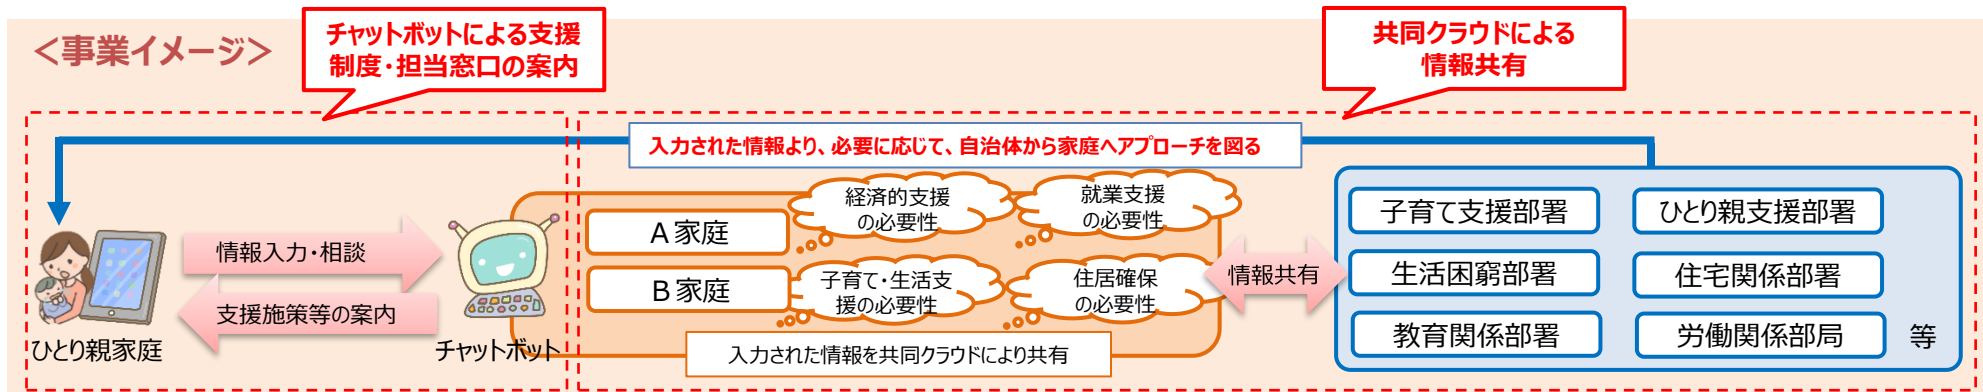 ＜事業イメージ＞
チャットボットによる支援
制度・担当窓口の案内
共同クラウドによる
情報共有
入力された情報より、必要に応じて、自治体から家庭へアプローチを図る
ひとり親家庭
情報入力・相談
支援施策等の案内
チャットボット
A 家庭
B 家庭
経済的支援
の必要性
就業支援
の必要性
子育て・生活支
援の必要性
住居確保
の必要性
入力された情報を共同クラウドにより共有
情報共有
子育て支援部署
ひとり親支援部署
生活困窮部署
住宅関係部署
教育関係部署
労働関係部局
等